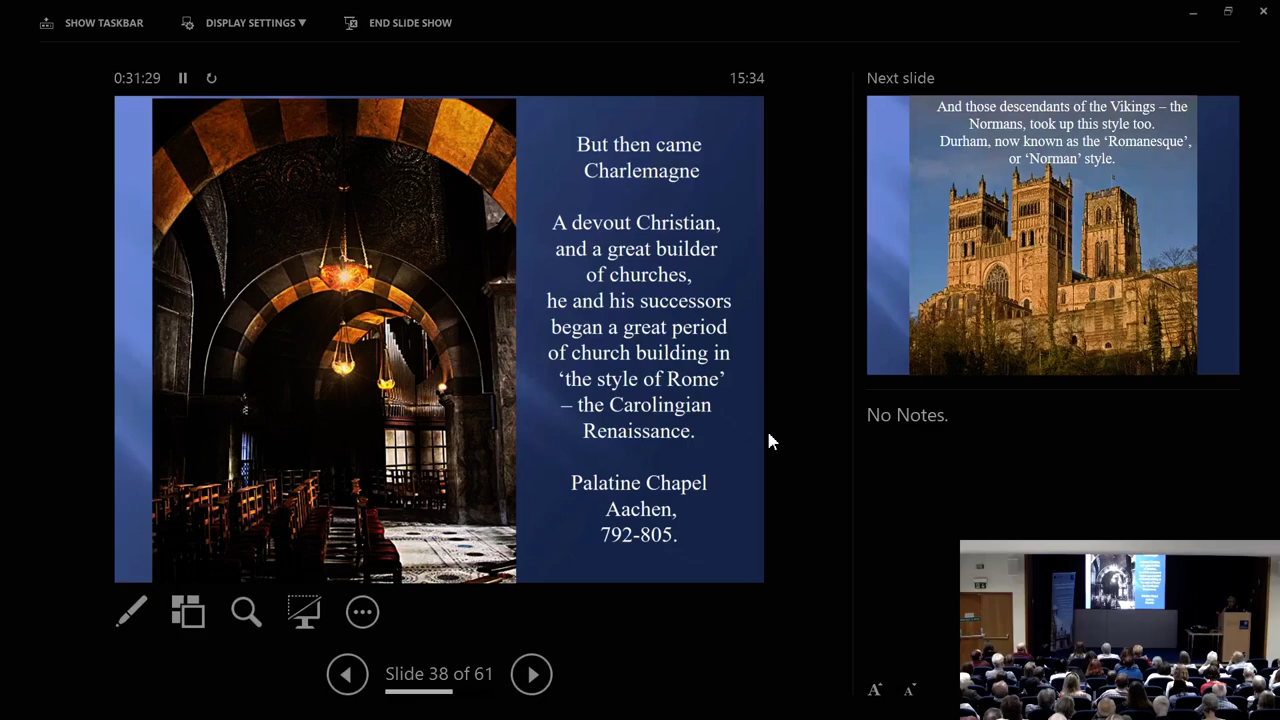 SHOW TASKBAR
DISPLAY SETTINGS ▼
END SLIDE SHOW
0:31:29
15:34
But then came
Charlemagne
A devout Christian,
and a great builder
of churches,
he and his successors
began a great period
of church building in
‘the style of Rome’
– the Carolingian
Renaissance.
Palatine Chapel
Aachen,
792-805.
Slide 38 of 61
Next slide
And those descendants of the Vikings – the
Normans, took up this style too.
Durham, now known as the ‘Romanesque’,
or ‘Norman’ style.
No Notes.
A A